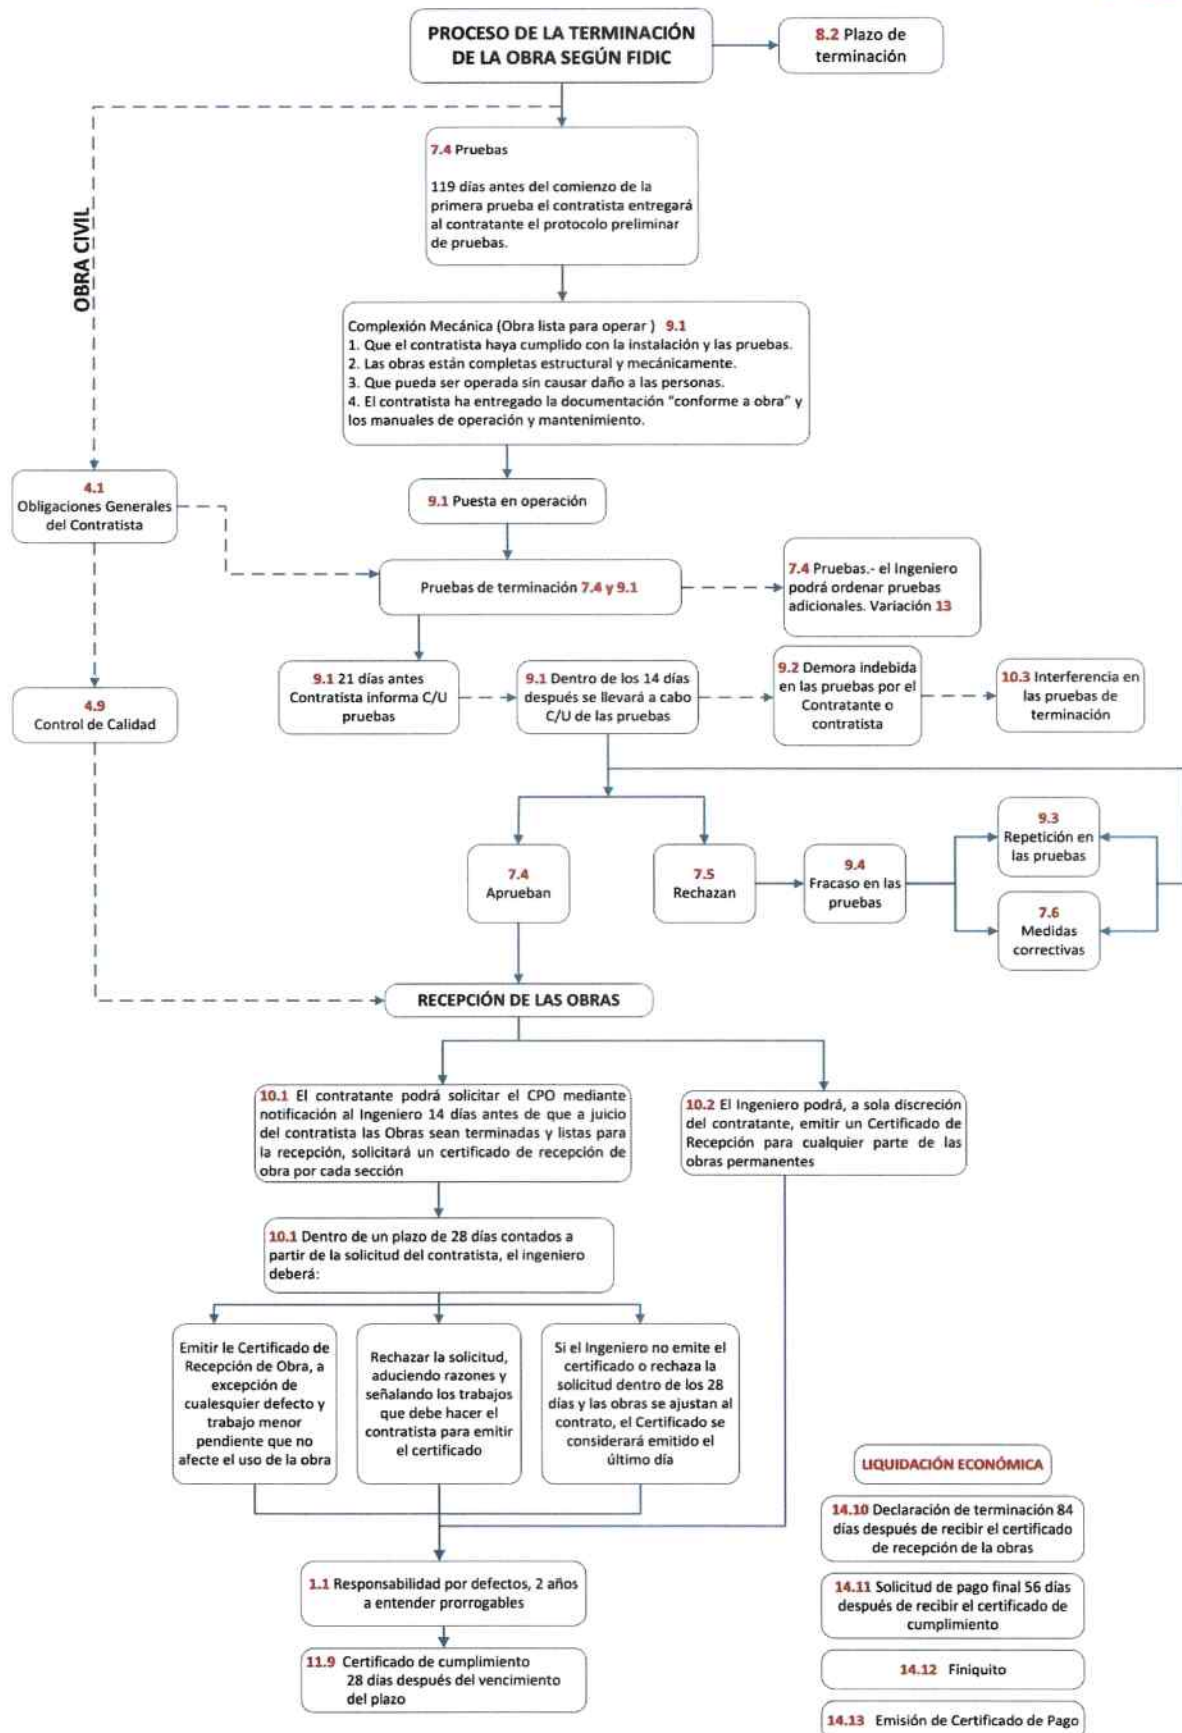 PROCESO DE LA TERMINACIÓN
DE LA OBRA SEGÚN FIDIC
8.2 Plazo de
terminación
OBRA CIVIL
7.4 Pruebas
119 días antes del comienzo de la
primera prueba el contratista entregará
al contratante el protocolo preliminar
de pruebas.
Complexión Mecánica (Obra lista para operar ) 9.1
1. Que el contratista haya cumplido con la instalación y las pruebas.
2. Las obras están completas estructural y mecánicamente.
3. Que pueda ser operada sin causar daño a las personas.
4. El contratista ha entregado la documentación "conforme a obra" y
los manuales de operación y mantenimiento.
4.1
Obligaciones Generales
del Contratista
9.1 Puesta en operación
Pruebas de terminación 7.4 y 9.1
7.4 Pruebas.- el Ingeniero
podrá ordenar pruebas
adicionales. Variación 13
4.9
Control de Calidad
9.1 21 días antes
Contratista informa C/U
pruebas
9.1 Dentro de los 14 días
después se llevará a cabo
C/U de las pruebas
9.2 Demora indebida
en las pruebas por el
Contratante o
contratista
10.3 Interferencia en
las pruebas de
terminación
7.4
Aprueban
7.5
Rechazan
9.4
Fracaso en las
pruebas
9.3
Repetición en
las pruebas
7.6
Medidas
correctivas
RECEPCIÓN DE LAS OBRAS
10.1 El contratante podrá solicitar el CPO mediante
notificación al Ingeniero 14 días antes de que a juicio
del contratista las Obras sean terminadas y listas para
la recepción, solicitará un certificado de recepción de
obra por cada sección
10.2 El Ingeniero podrá, a sola discreción
del contratante, emitir un Certificado de
Recepción para cualquier parte de las
obras permanentes
10.1 Dentro de un plazo de 28 días contados a
partir de la solicitud del contratista, el ingeniero
deberá:
Emitir le Certificado de
Recepción de Obra, a
excepción de
cualesquier defecto y
trabajo menor
pendiente que no
afecte el uso de la obra
Rechazar la solicitud,
aduciendo razones y
señalando los trabajos
que debe hacer el
contratista para emitir
el certificado
Si el Ingeniero no emite el
certificado o rechaza la
solicitud dentro de los 28
días y las obras se ajustan al
contrato, el Certificado se
considerará emitido el
último día
1.1 Responsabilidad por defectos, 2 años
a entender prorrogables
11.9 Certificado de cumplimiento
28 días después del vencimiento
del plazo
LIQUIDACIÓN ECONÓMICA
14.10 Declaración de terminación 84
días después de recibir el certificado
de recepción de la obras
14.11 Solicitud de pago final 56 días
después de recibir el certificado de
cumplimiento
14.12 Finiquito
14.13 Emisión de Certificado de Pago